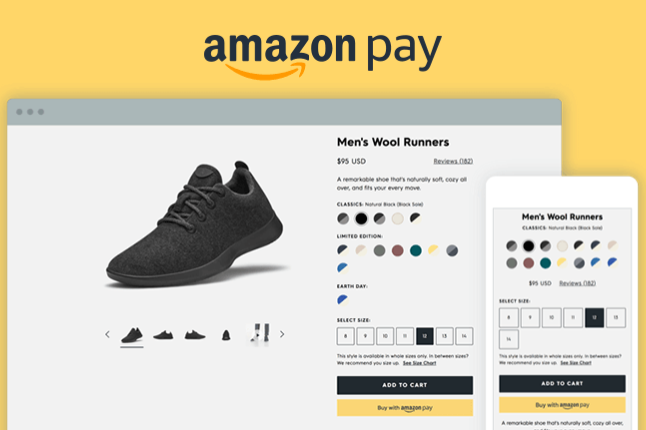 amazon pay
Men's Wool Runners
$95 USD Reviews (182)
A remarkable shoe that's naturally soft, cozy all
over, and fits your every move.
CLASSICS: Natural Black (Black Sole)
LIMITED EDITION:
EARTH DAY:
SELECT SIZE:
8 9 10 11 12 13 14
This style is available in whole sizes only. In between sizes?
We recommend you size up. See Size Chart
ADD TO CART
Buy with amazon pay
Men's Wool Runners
CLASSICS: Natural Black (Black Sole)
$95 USD Reviews (182)
SELECT SIZE:
8 9 10 11 12 13
14
This style is available in whole sizes only. In between sizes?
We recommend you size up. See Size Chart
ADD TO CART
Buy with amazon pay
A remarkable shoe that's naturally soft, cozy all over,